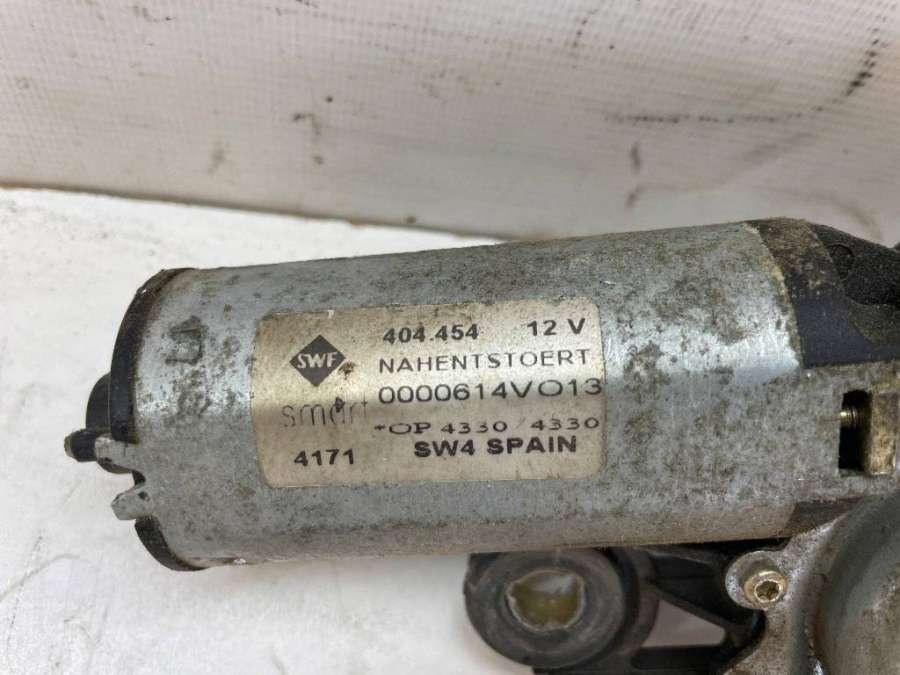 404.454 12 V
SWF NAHENTSTOERT
smart 0000614VO13
+OP 4330/4330
4171 SW4 SPAIN